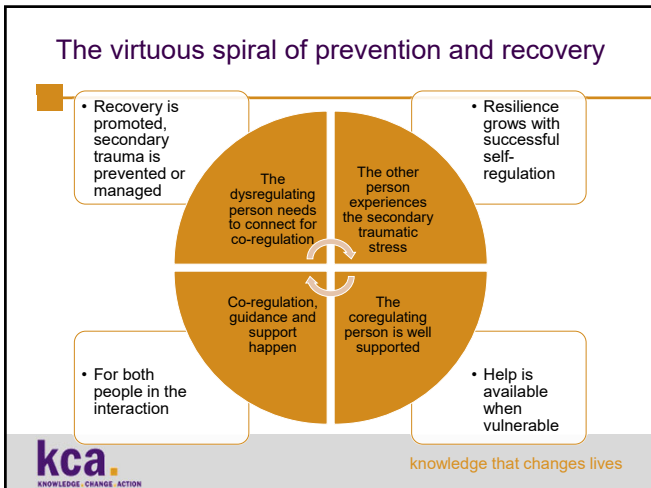 The virtuous spiral of prevention and recovery
• Recovery is
promoted,
secondary
trauma is
prevented or
managed
• Resilience
grows with
successful
self-
regulation
The
dysregulating
person needs
to connect for
co-regulation
The other
person
experiences
the secondary
traumatic
stress
Co-regulation,
guidance and
support
happen
The
coregulating
person is well
supported
• For both
people in the
interaction
• Help is
available
when
vulnerable
kca.
KNOWLEDGE.CHANGE.ACTION
knowledge that changes lives